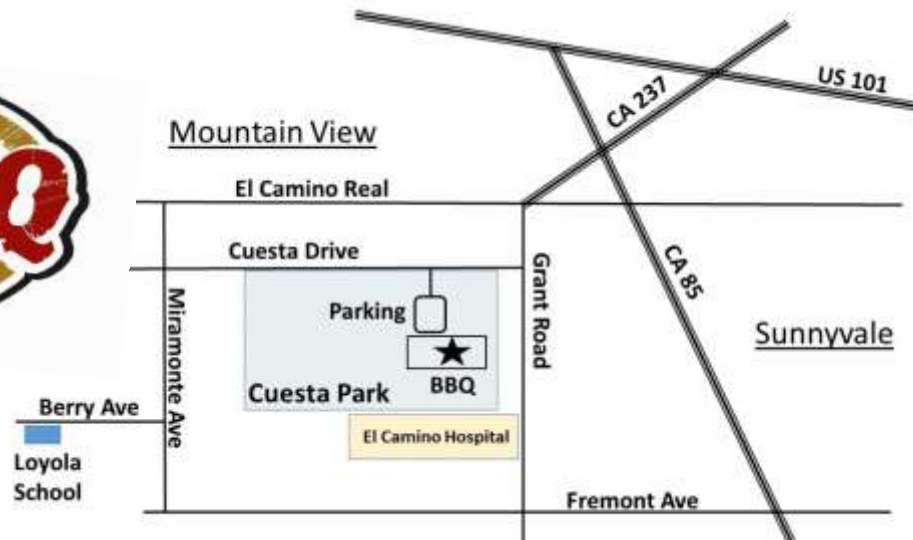 US 101
CA 237
Mountain View
El Camino Real
Cuesta Drive
Grant Road
CA 85
Miramonte Ave
Parking
Sunnyvale
BBQ
Cuesta Park
Berry Ave
El Camino Hospital
Loyola
School
Fremont Ave
Q